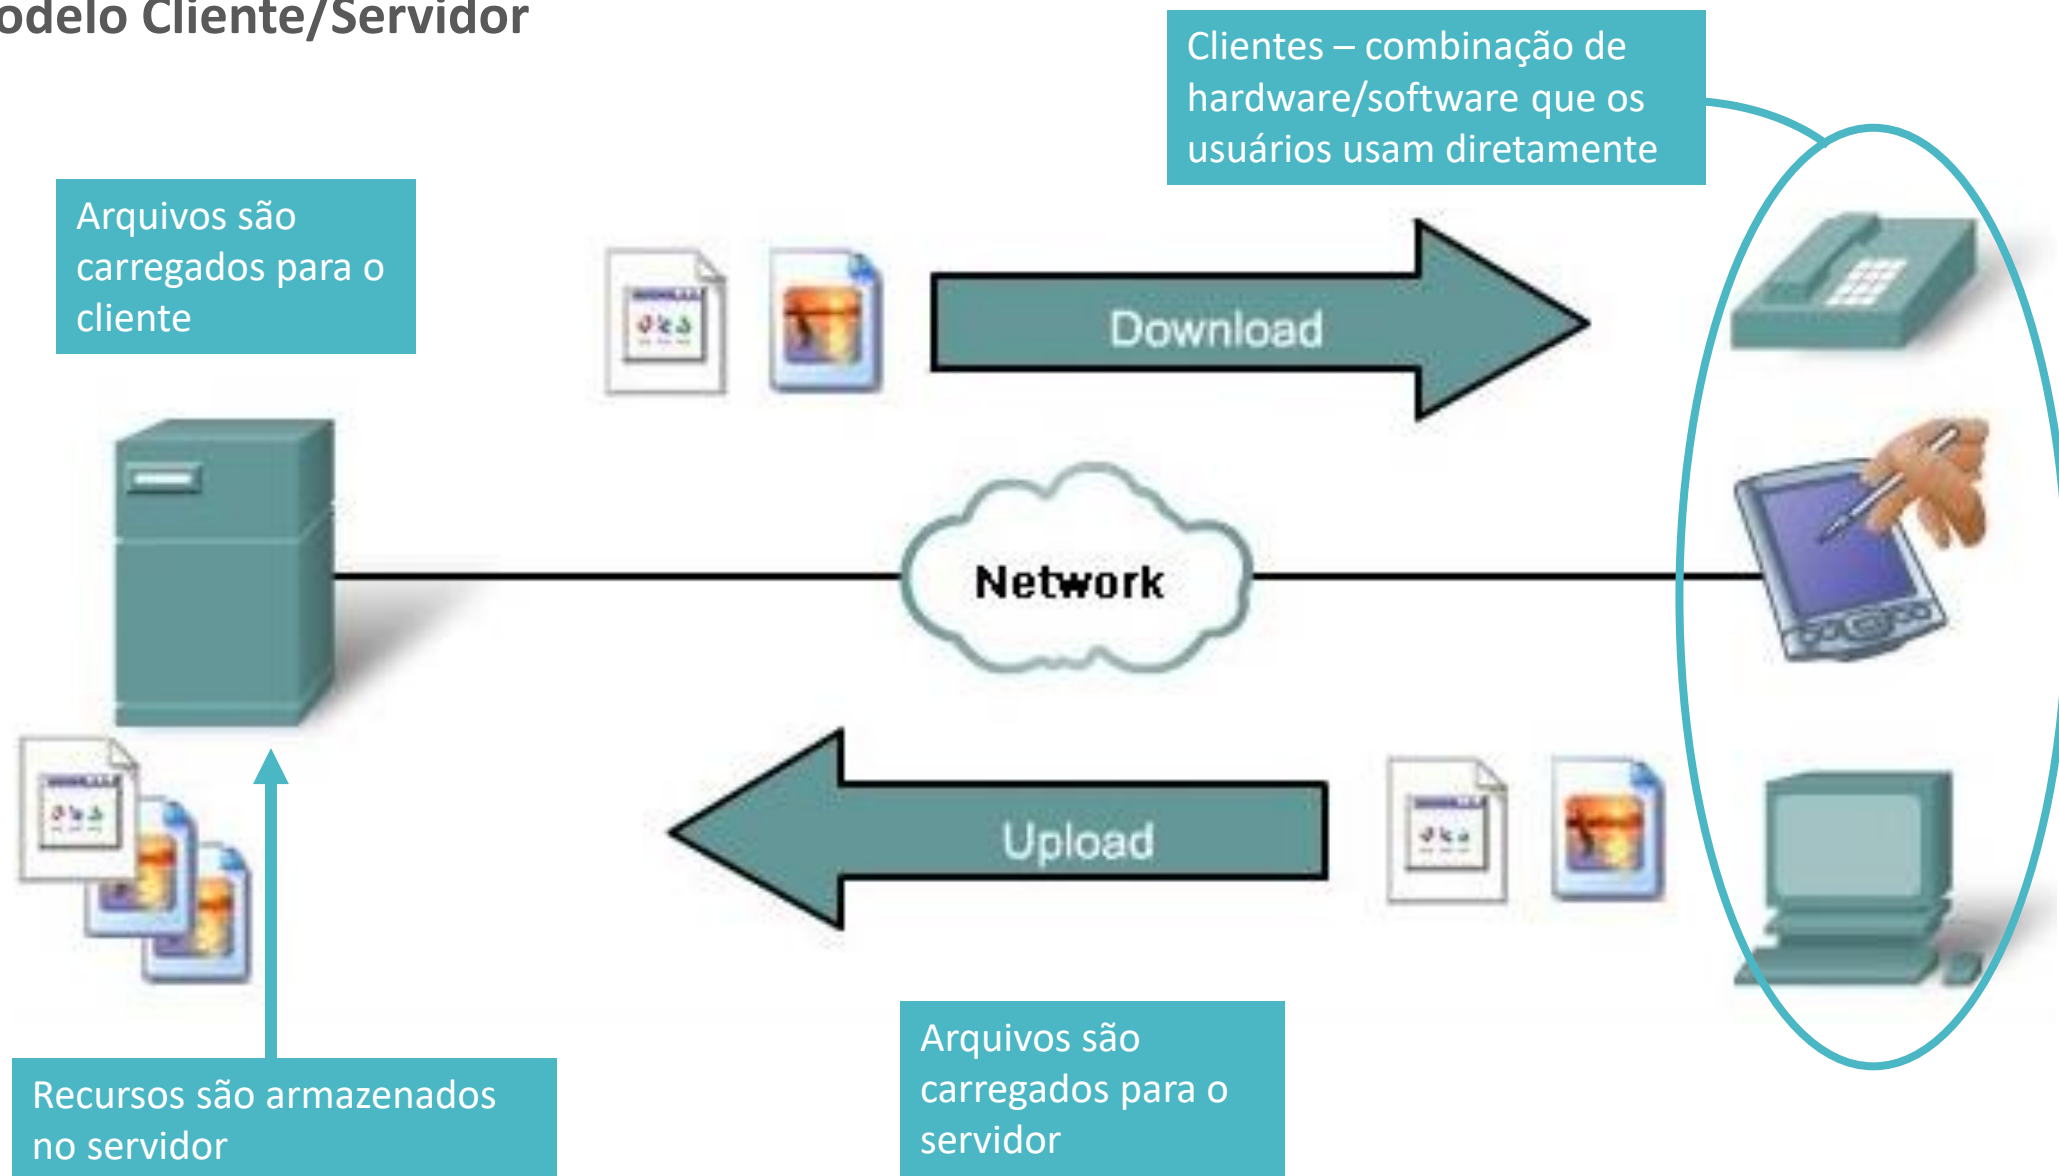 odelo Cliente/Servidor
Clientes – combinação de
hardware/software que os
usuários usam diretamente
Arquivos são
carregados para o
cliente
Download
Network
Upload
Arquivos são
carregados para o
servidor
Recursos são armazenados
no servidor